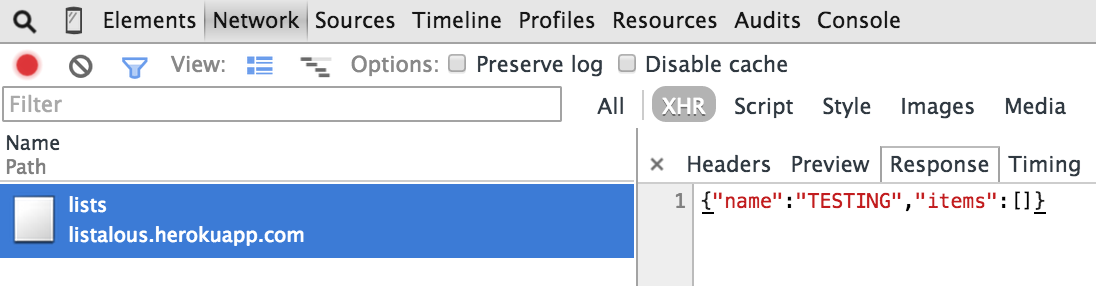 Elements Network Sources Timeline Profiles Resources Audits Console
View: Options: Preserve log Disable cache
Filter All XHR Script Style Images Media
Name
Path
× Headers Preview Response Timing
lists
listalous.herokuapp.com
1 {"name":"TESTING","items":[]}